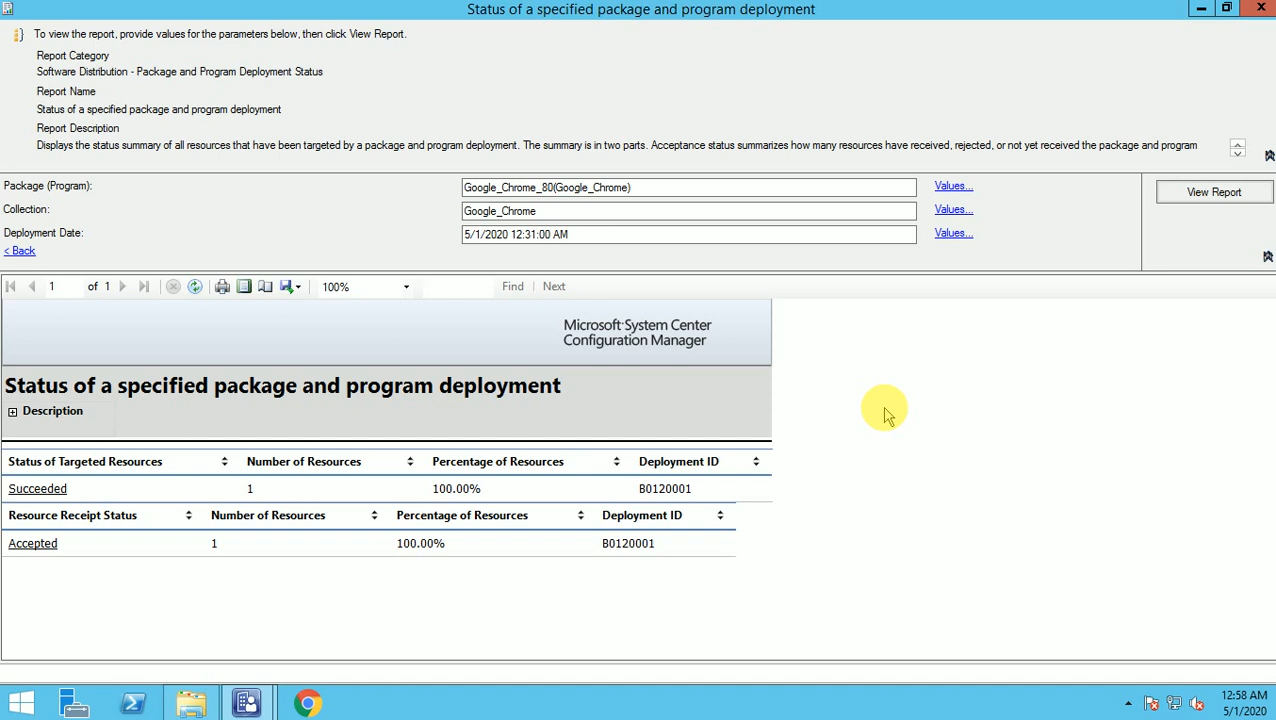 Status of a specified package and program deployment
To view the report, provide values for the parameters below, then click View Report.
Report Category
Software Distribution - Package and Program Deployment Status
Report Name
Status of a specified package and program deployment
Report Description
Displays the status summary of all resources that have been targeted by a package and program deployment. The summary is in two parts. Acceptance status summarizes how many resources have received, rejected, or not yet received the package and program
Package (Program): Google_Chrome_80(Google_Chrome) Values... View Report
Collection: Google_Chrome Values...
Deployment Date: 5/1/2020 12:31:00 AM Values...
< Back
1 of 1 100% Find Next
Microsoft System Center
Configuration Manager
Status of a specified package and program deployment
Description
Status of Targeted Resources Number of Resources Percentage of Resources Deployment ID
Succeeded 1 100.00% B0120001
Resource Receipt Status Number of Resources Percentage of Resources Deployment ID
Accepted 1 100.00% B0120001
12:58 AM
5/1/2020